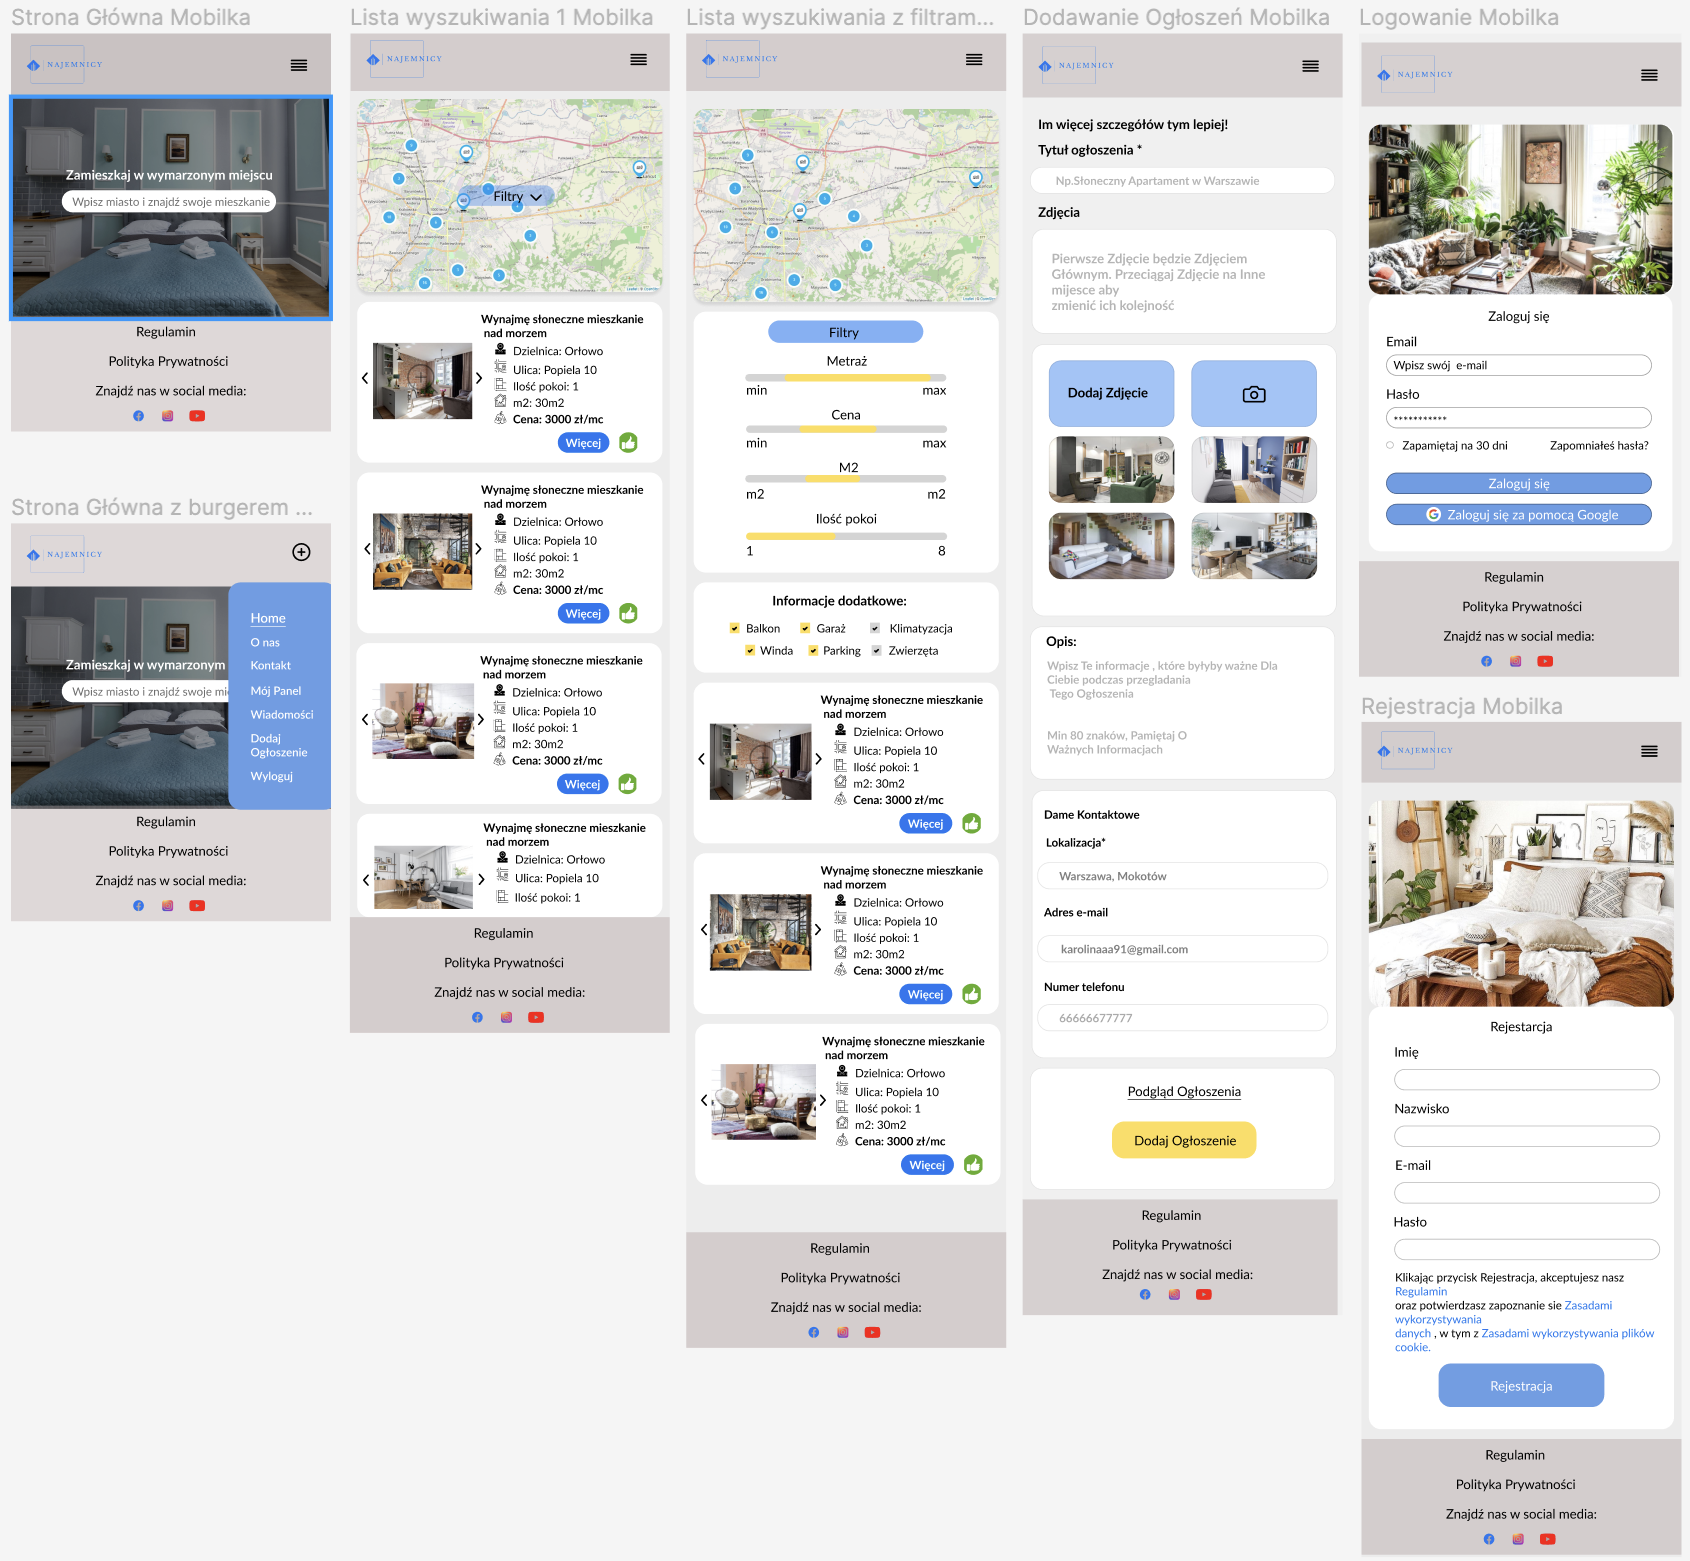 Strona Główna Mobilka
NAJEMNICY
Zamieszkaj w wymarzonym miejscu
Wpisz miasto i znajdź swoje mieszkanie
Regulamin
Polityka Prywatności
Znajdź nas w social media:
Strona Główna z burgerem ...
NAJEMNICY
Zamieszkaj w wymarzonym
Wpisz miasto i znajdź swoje mi
Home
O nas
Kontakt
Mój Panel
Wiadomości
Dodaj
Ogłoszenie
Wyloguj
Regulamin
Polityka Prywatności
Znajdź nas w social media:
Lista wyszukiwania 1 Mobilka
NAJEMNICY
Filtry
Wynajmę słoneczne mieszkanie
nad morzem
Dzielnica: Orłowo
Ulica: Popiela 10
Ilość pokoi: 1
m2: 30m2
Cena: 3000 zł/mc
Więcej
Wynajmę słoneczne mieszkanie
nad morzem
Dzielnica: Orłowo
Ulica: Popiela 10
Ilość pokoi: 1
m2: 30m2
Cena: 3000 zł/mc
Więcej
Wynajmę słoneczne mieszkanie
nad morzem
Dzielnica: Orłowo
Ulica: Popiela 10
Ilość pokoi: 1
m2: 30m2
Cena: 3000 zł/mc
Więcej
Wynajmę słoneczne mieszkanie
nad morzem
Dzielnica: Orłowo
Ulica: Popiela 10
Ilość pokoi: 1
Regulamin
Polityka Prywatności
Znajdź nas w social media:
Lista wyszukiwania z filtram...
NAJEMNICY
Filtry
Metraż
min max
Cena
min max
M2
m2 m2
Ilość pokoi
1 8
Informacje dodatkowe:
Balkon Garaż Klimatyzacja
Winda Parking Zwierzęta
Wynajmę słoneczne mieszkanie
nad morzem
Dzielnica: Orłowo
Ulica: Popiela 10
Ilość pokoi: 1
m2: 30m2
Cena: 3000 zł/mc
Więcej
Wynajmę słoneczne mieszkanie
nad morzem
Dzielnica: Orłowo
Ulica: Popiela 10
Ilość pokoi: 1
m2: 30m2
Cena: 3000 zł/mc
Więcej
Wynajmę słoneczne mieszkanie
nad morzem
Dzielnica: Orłowo
Ulica: Popiela 10
Ilość pokoi: 1
m2: 30m2
Cena: 3000 zł/mc
Więcej
Regulamin
Polityka Prywatności
Znajdź nas w social media:
Dodawanie Ogłoszeń Mobilka
NAJEMNICY
Im więcej szczegółów tym lepiej!
Tytuł ogłoszenia *
Np.Słoneczny Apartament w Warszawie
Zdjęcia
Pierwsze Zdjęcie będzie Zdjęciem
Głównym. Przeciągaj Zdjęcie na Inne
mijesce aby
zmienić ich kolejność
Dodaj Zdjęcie
Opis:
Wpisz Te informacje , które byłyby ważne Dla
Ciebie podczas przegladania
Tego Ogłoszenia
Min 80 znaków, Pamiętaj O
Ważnych Informacjach
Dame Kontaktowe
Lokalizacja*
Warszawa, Mokotów
Adres e-mail
karolinaaa91@gmail.com
Numer telefonu
66666677777
Podgląd Ogłoszenia
Dodaj Ogłoszenie
Regulamin
Polityka Prywatności
Znajdź nas w social media:
Logowanie Mobilka
NAJEMNICY
Zaloguj się
Email
Wpisz swój e-mail
Hasło
***********
Zapamiętaj na 30 dni Zapomniałeś hasła?
Zaloguj się
Zaloguj się za pomocą Google
Regulamin
Polityka Prywatności
Znajdź nas w social media:
Rejestracja Mobilka
NAJEMNICY
Rejestarcja
Imię
Nazwisko
E-mail
Hasło
Klikając przycisk Rejestracja, akceptujesz nasz
Regulamin
oraz potwierdzasz zapoznanie sie Zasadami
wykorzystywania
danych , w tym z Zasadami wykorzystywania plików
cookie.
Rejestracja
Regulamin
Polityka Prywatności
Znajdź nas w social media: